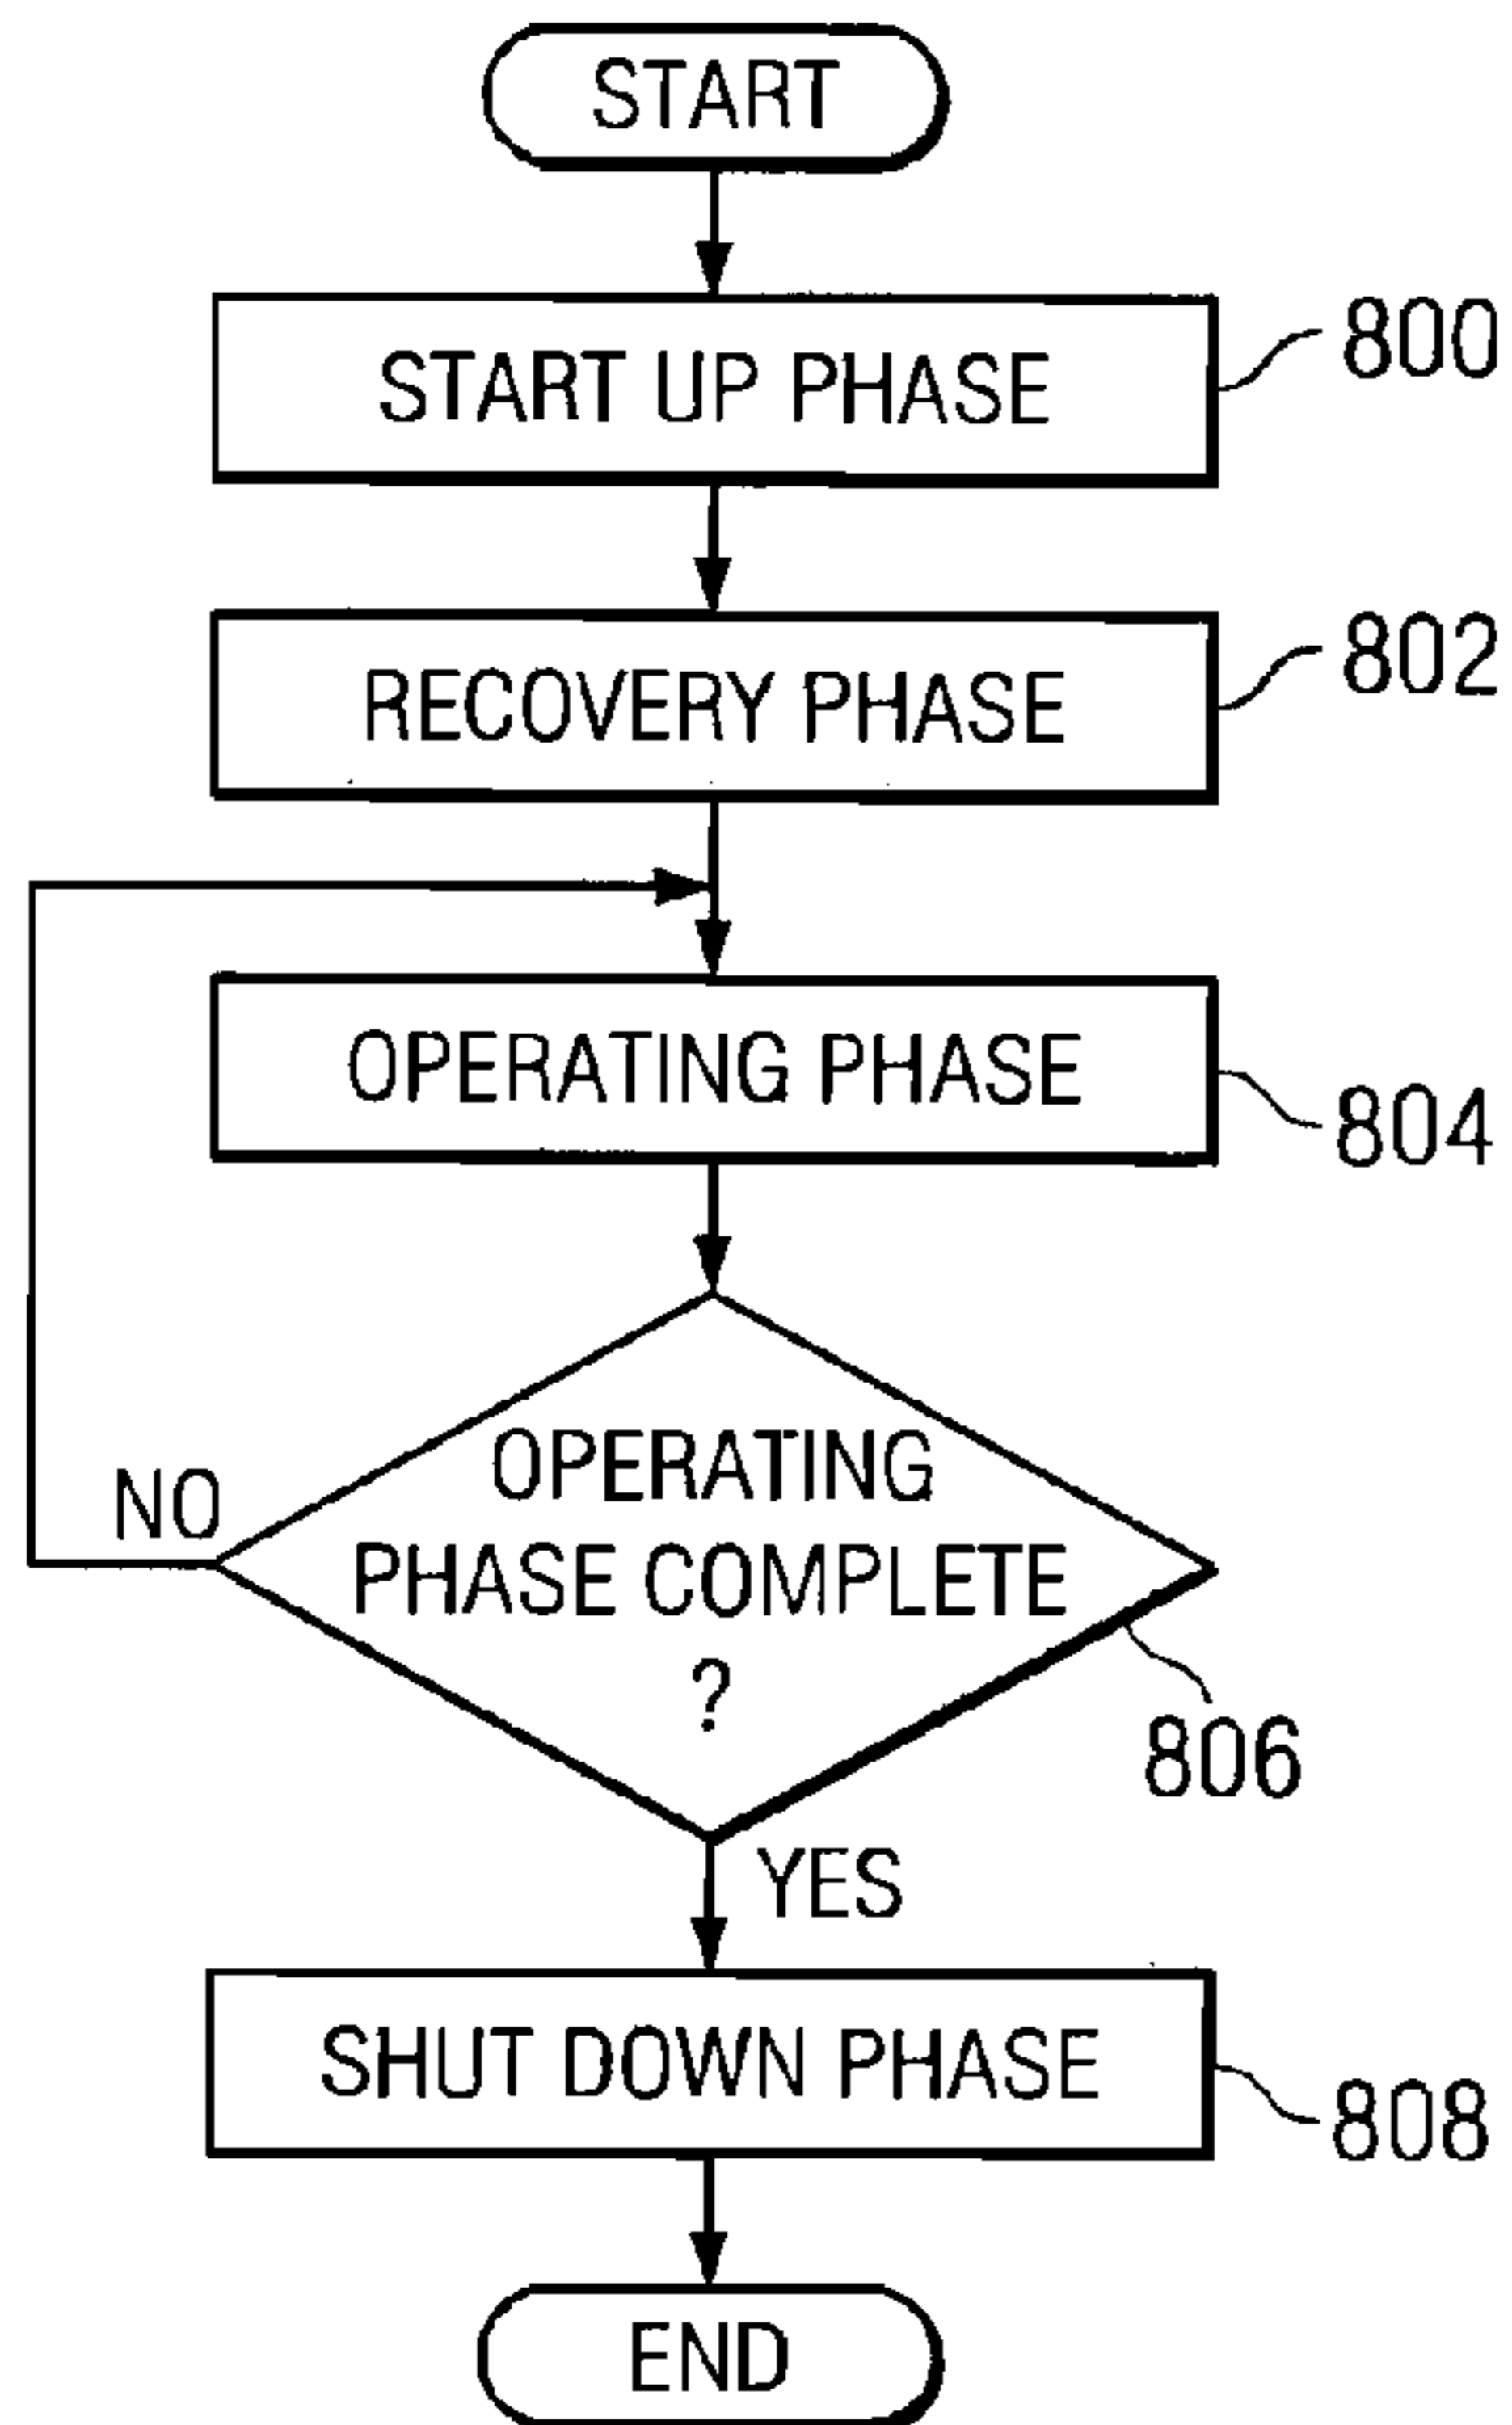 START
START UP PHASE
800
RECOVERY PHASE
802
OPERATING PHASE
804
OPERATING
PHASE COMPLETE
?
NO
806
YES
SHUT DOWN PHASE
808
END